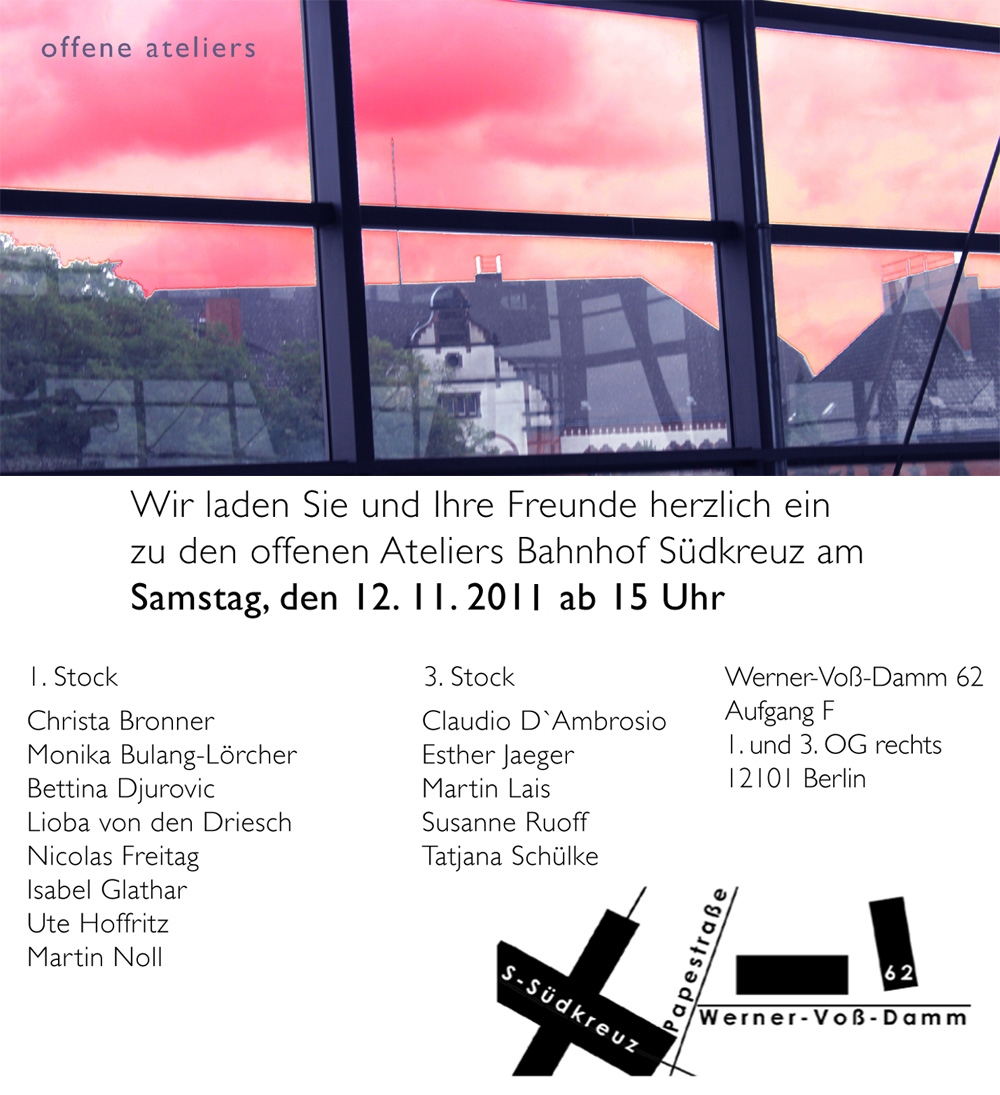 offene ateliers
Wir laden Sie und Ihre Freunde herzlich ein
zu den offenen Ateliers Bahnhof Südkreuz am
Samstag, den 12. 11. 2011 ab 15 Uhr
1. Stock
Christa Bronner
Monika Bulang-Lörcher
Bettina Djurovic
Lioba von den Driesch
Nicolas Freitag
Isabel Glathar
Ute Hoffritz
Martin Noll
3. Stock
Claudio D`Ambrosio
Esther Jaeger
Martin Lais
Susanne Ruoff
Tatjana Schülke
Werner-Voß-Damm 62
Aufgang F
1. und 3. OG rechts
12101 Berlin
S-Südkreuz
Papestraße
62
Werner-Voß-Damm